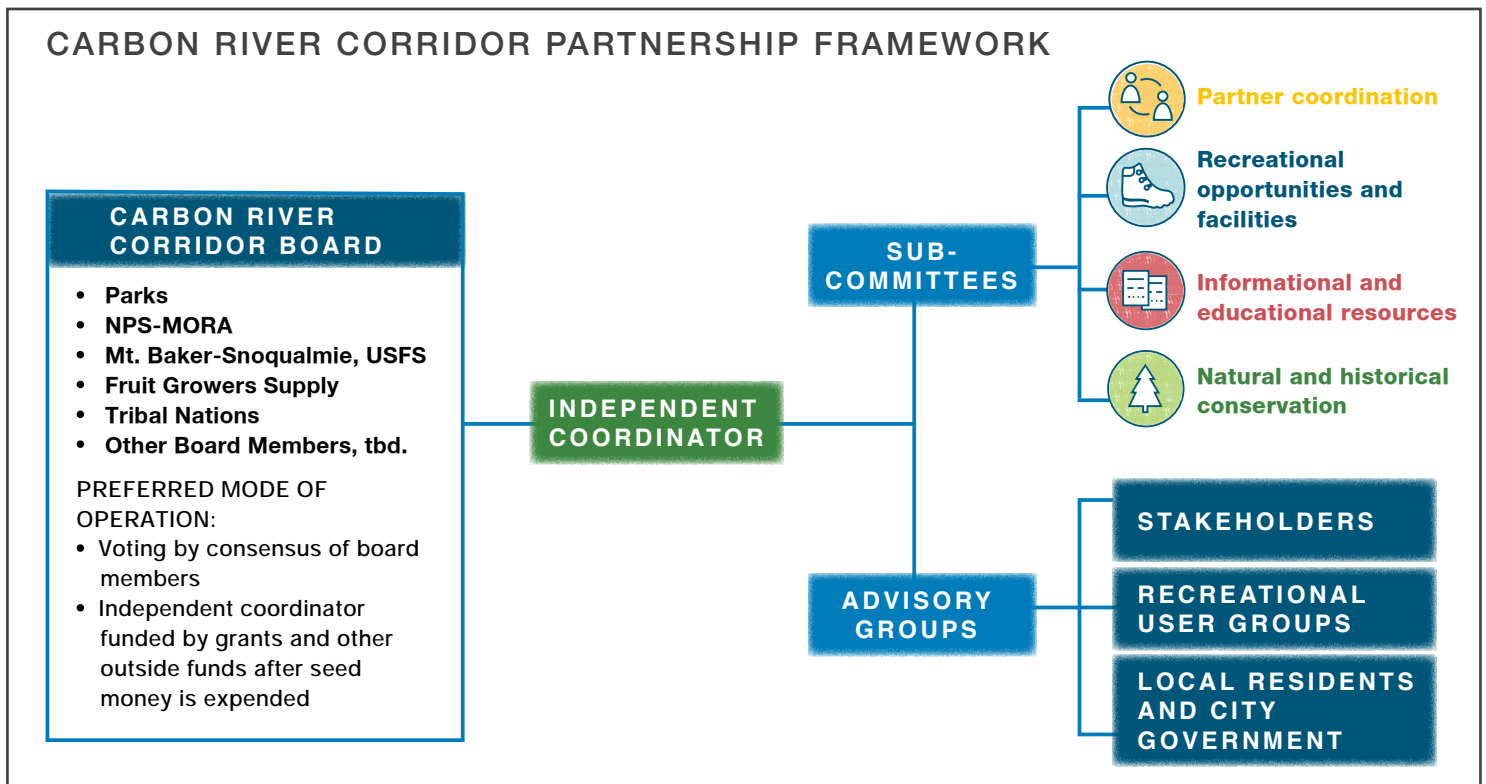 CARBON RIVER CORRIDOR PARTNERSHIP FRAMEWORK
CARBON RIVER
CORRIDOR BOARD
• Parks
• NPS-MORA
• Mt. Baker-Snoqualmie, USFS
• Fruit Growers Supply
• Tribal Nations
• Other Board Members, tbd.
PREFERRED MODE OF
OPERATION:
• Voting by consensus of board
members
• Independent coordinator
funded by grants and other
outside funds after seed
money is expended
INDEPENDENT
COORDINATOR
SUB-
COMMITTEES
Partner coordination
Recreational
opportunities and
facilities
Informational and
educational resources
Natural and historical
conservation
ADVISORY
GROUPS
STAKEHOLDERS
RECREATIONAL
USER GROUPS
LOCAL RESIDENTS
AND CITY
GOVERNMENT